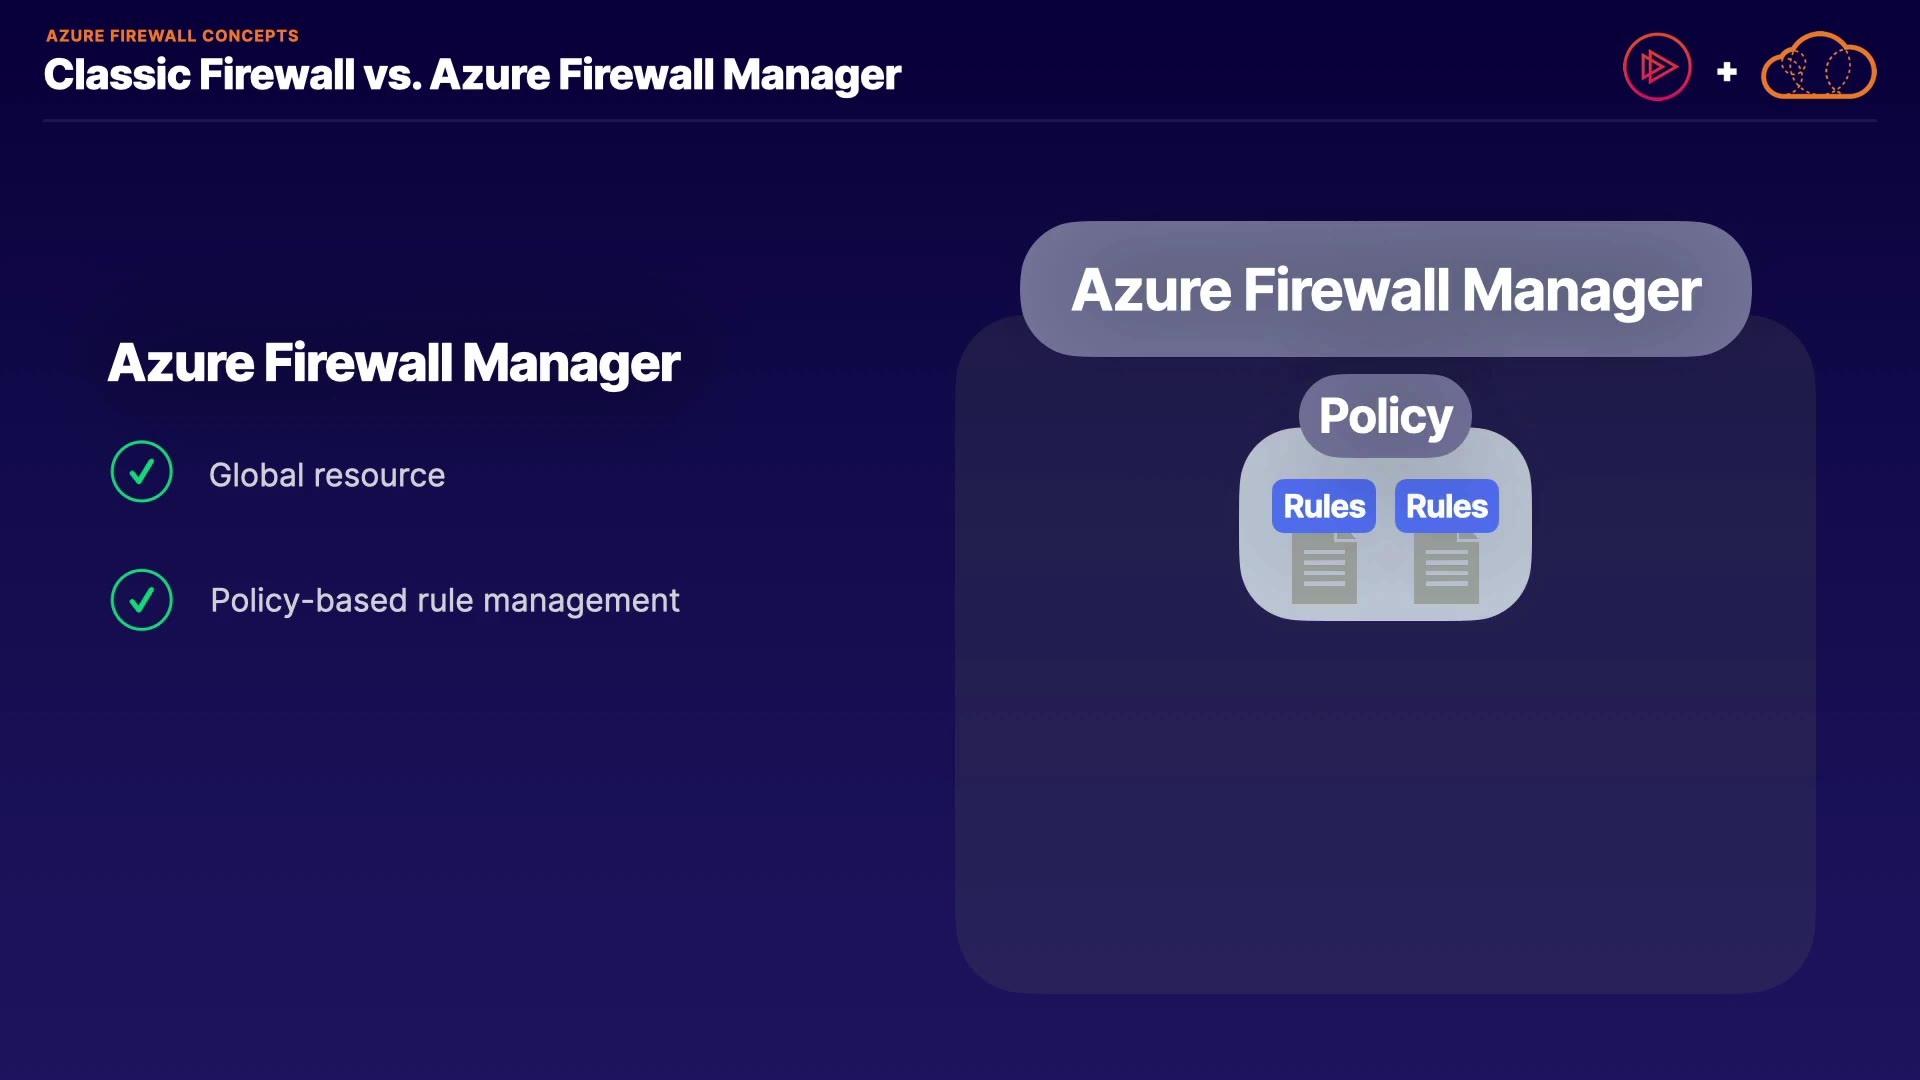 AZURE FIREWALL CONCEPTS
Classic Firewall vs. Azure Firewall Manager
Azure Firewall Manager
Global resource
Policy-based rule management
Azure Firewall Manager
Policy
Rules Rules